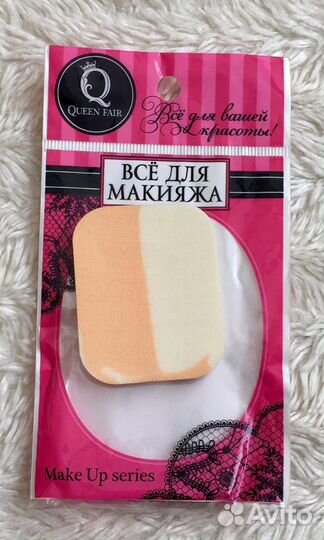 Q
QUEEN FAIR
Всё для вашей
красоты!
ВСЁ ДЛЯ
МАКИЯЖА
Make Up series
Avito